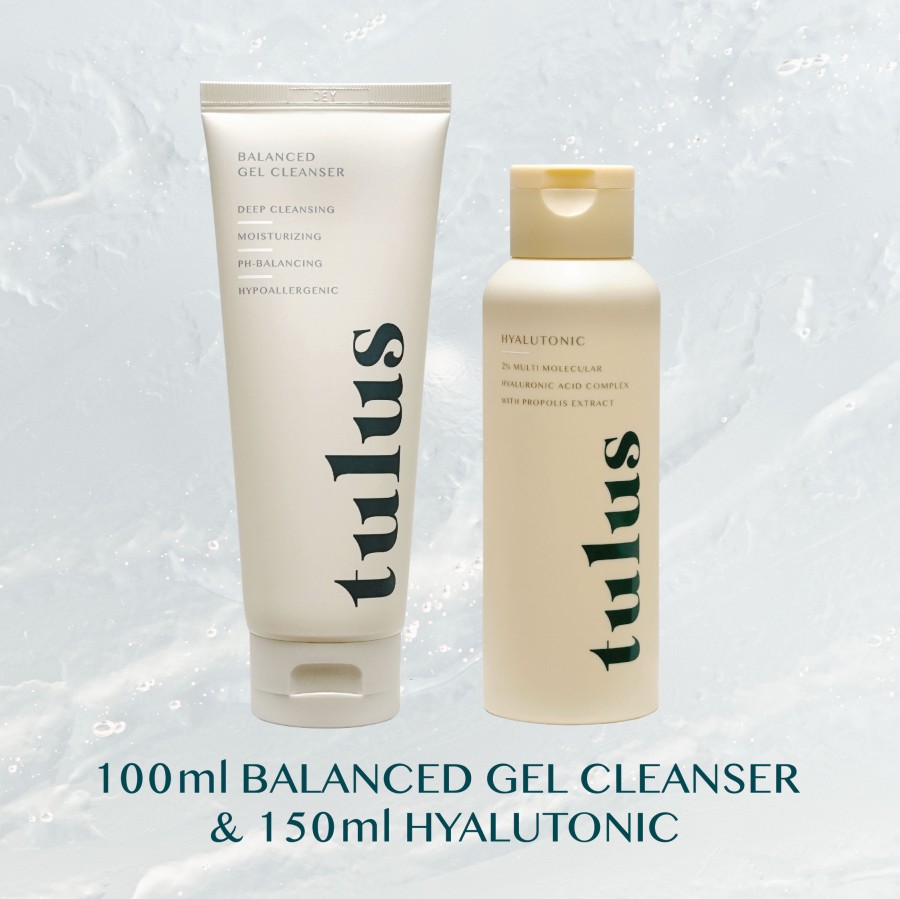 DEY
BALANCED
GEL CLEANSER
DEEP CLEANSING
MOISTURIZING
PH-BALANCING
HYPOALLERGENIC
tulus
HYALUTONIC
2% MULTI MOLECULAR
HYALURONIC ACID COMPLEX
WITH PROPOLIS EXTRACT
tulus
100ml BALANCED GEL CLEANSER
& 150ml HYALUTONIC